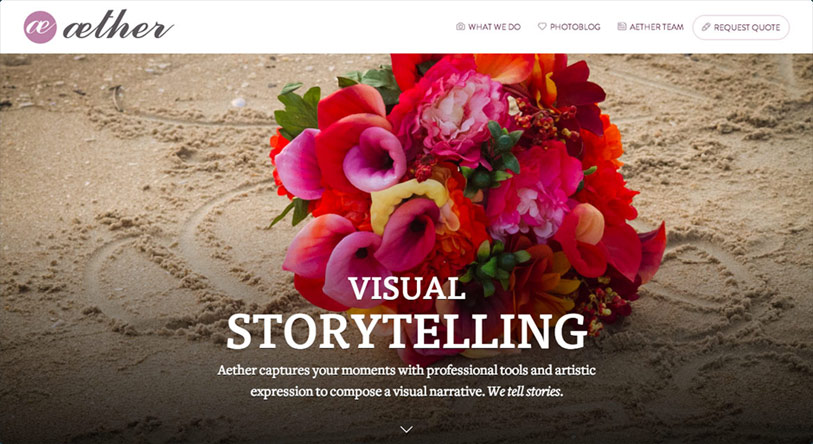 æ æther
WHAT WE DO
PHOTOBLOG
AETHER TEAM
REQUEST QUOTE
VISUAL
STORYTELLING
Aether captures your moments with professional tools and artistic
expression to compose a visual narrative. We tell stories.